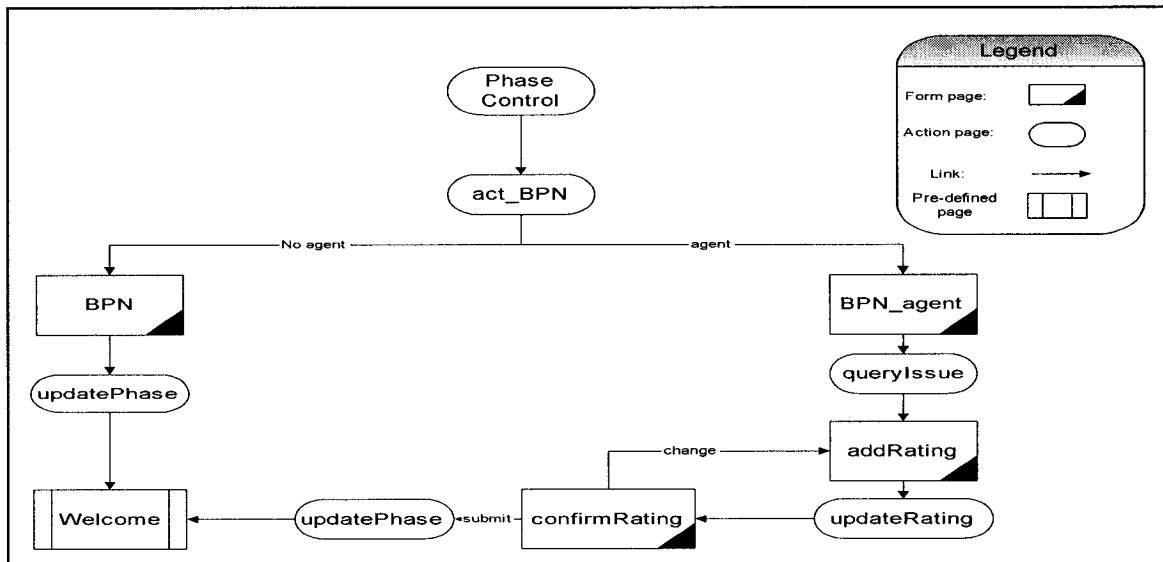 Legend
Form page:
Action page:
Link:
Pre-defined
page
Phase
Control
act_BPN
No agent
agent
BPN
BPN_agent
updatePhase
queryIssue
change
addRating
Welcome
updatePhase
submit
confirmRating
updateRating